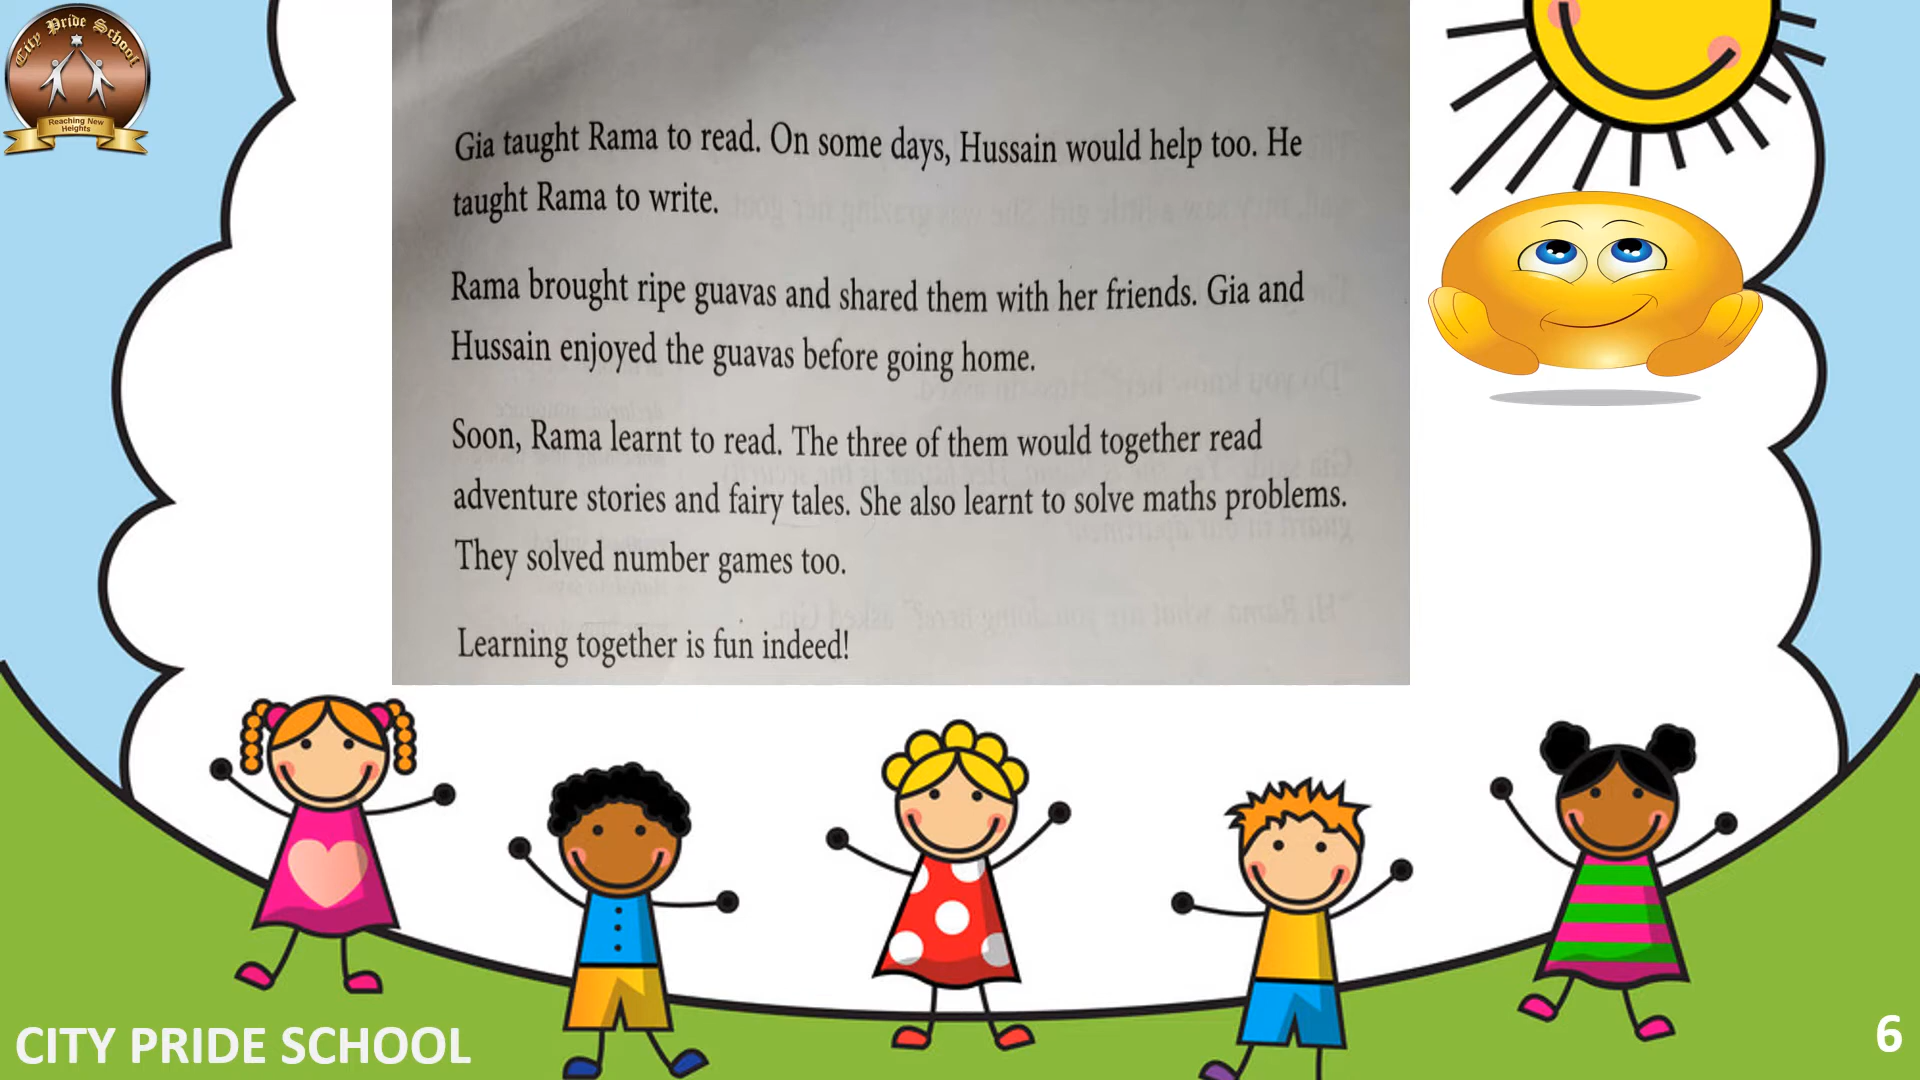 City Pride School
Reaching New
Heights
Gia taught Rama to read. On some days, Hussain would help too. He
taught Rama to write.
Rama brought ripe guavas and shared them with her friends. Gia and
Hussain enjoyed the guavas before going home.
Soon, Rama learnt to read. The three of them would together read
adventure stories and fairy tales. She also learnt to solve maths problems.
They solved number games too.
Learning together is fun indeed!
CITY PRIDE SCHOOL
6